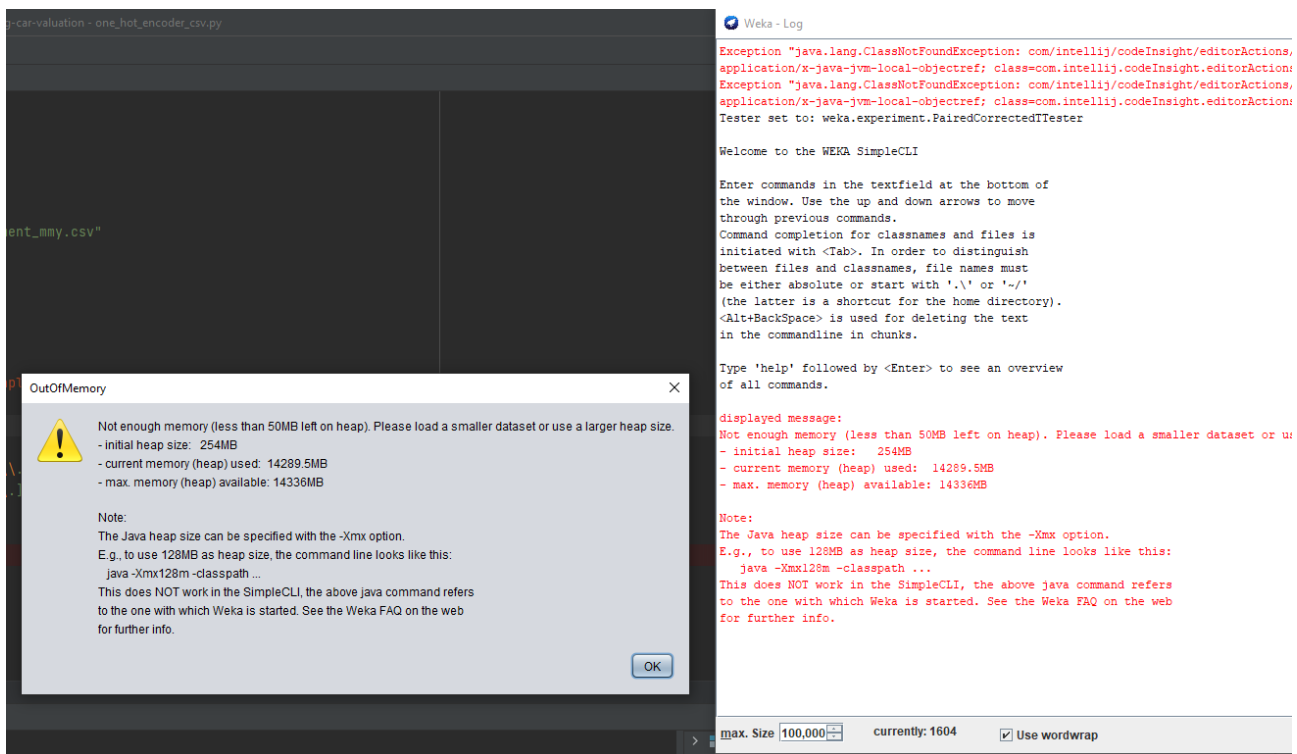 g-car-valuation - one_hot_encoder_csv.py
ent_mmy.csv"
OutOfMemory
Not enough memory (less than 50MB left on heap). Please load a smaller dataset or use a larger heap size.
- initial heap size: 254MB
- current memory (heap) used: 14289.5MB
- max. memory (heap) available: 14336MB
Note:
The Java heap size can be specified with the -Xmx option.
E.g., to use 128MB as heap size, the command line looks like this:
java -Xmx128m -classpath ...
This does NOT work in the SimpleCLI, the above java command refers
to the one with which Weka is started. See the Weka FAQ on the web
for further info.
OK
Weka - Log
Exception "java.lang.ClassNotFoundException: com/intellij/codeInsight/editorActions/
application/x-java-jvm-local-objectref; class=com.intellij.codeInsight.editorActions
Exception "java.lang.ClassNotFoundException: com/intellij/codeInsight/editorActions/
application/x-java-jvm-local-objectref; class=com.intellij.codeInsight.editorActions
Tester set to: weka.experiment.PairedCorrectedTTester
Welcome to the WEKA SimpleCLI
Enter commands in the textfield at the bottom of
the window. Use the up and down arrows to move
through previous commands.
Command completion for classnames and files is
initiated with <Tab>. In order to distinguish
between files and classnames, file names must
be either absolute or start with '.\' or '~/'
(the latter is a shortcut for the home directory).
<Alt+BackSpace> is used for deleting the text
in the commandline in chunks.
Type 'help' followed by <Enter> to see an overview
of all commands.
displayed message:
Not enough memory (less than 50MB left on heap). Please load a smaller dataset or us
- initial heap size: 254MB
- current memory (heap) used: 14289.5MB
- max. memory (heap) available: 14336MB
Note:
The Java heap size can be specified with the -Xmx option.
E.g., to use 128MB as heap size, the command line looks like this:
java -Xmx128m -classpath ...
This does NOT work in the SimpleCLI, the above java command refers
to the one with which Weka is started. See the Weka FAQ on the web
for further info.
max. Size 100,000 currently: 1604 Use wordwrap